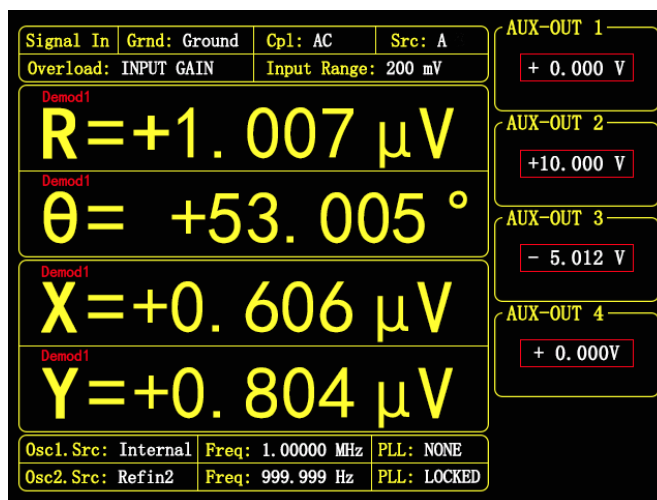 Signal In Grnd: Ground Cpl: AC Src: A
Overload: INPUT GAIN Input Range: 200 mV
Demod1
R=+1.007 μV
Demod1
θ= +53.005 °
Demod1
X=+0.606 μV
Demod1
Y=+0.804 μV
Osc1.Src: Internal Freq: 1.00000 MHz PLL: NONE
Osc2.Src: Refin2 Freq: 999.999 Hz PLL: LOCKED
AUX-OUT 1
+ 0.000 V
AUX-OUT 2
+10.000 V
AUX-OUT 3
- 5.012 V
AUX-OUT 4
+ 0.000V